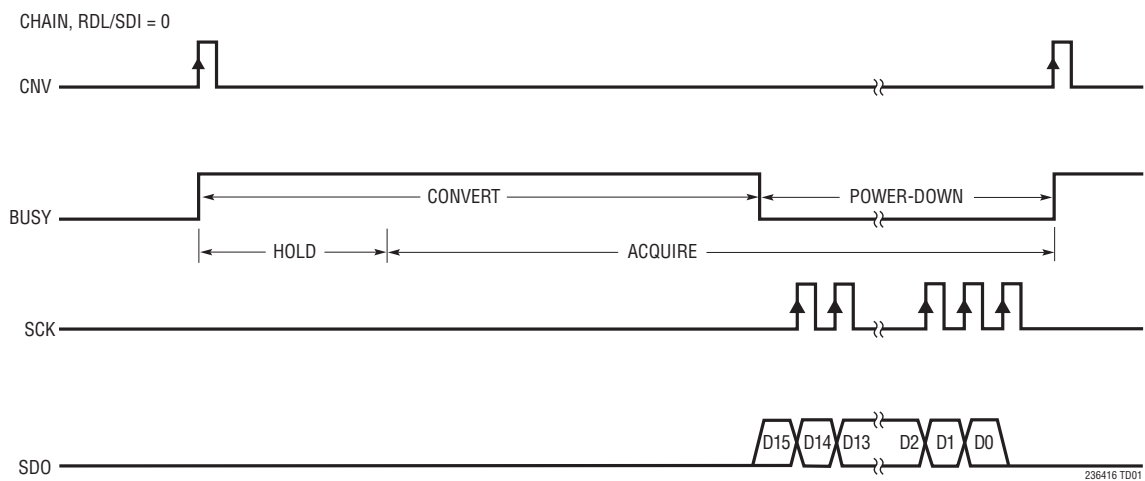 CHAIN, RDL/SDI = 0
CNV
CONVERT
POWER-DOWN
BUSY
HOLD
ACQUIRE
SCK
D15 D14 D13 D2 D1 D0
SDO
236416 TD01